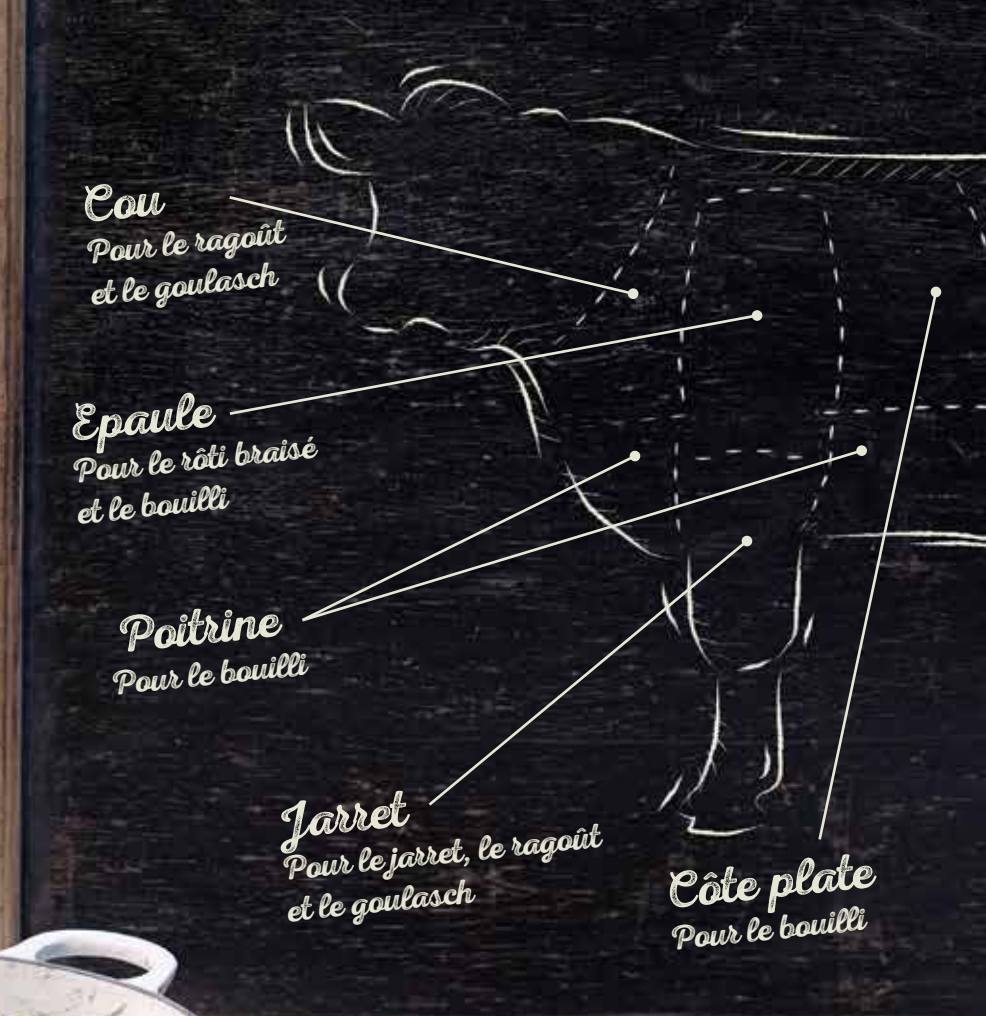 Cou
Pour le ragoût
et le goulasch
Epaule
Pour le rôti braisé
et le bouilli
Poitrine
Pour le bouilli
Jarret
Pour le jarret, le ragoût
et le goulasch
Côte plate
Pour le bouilli